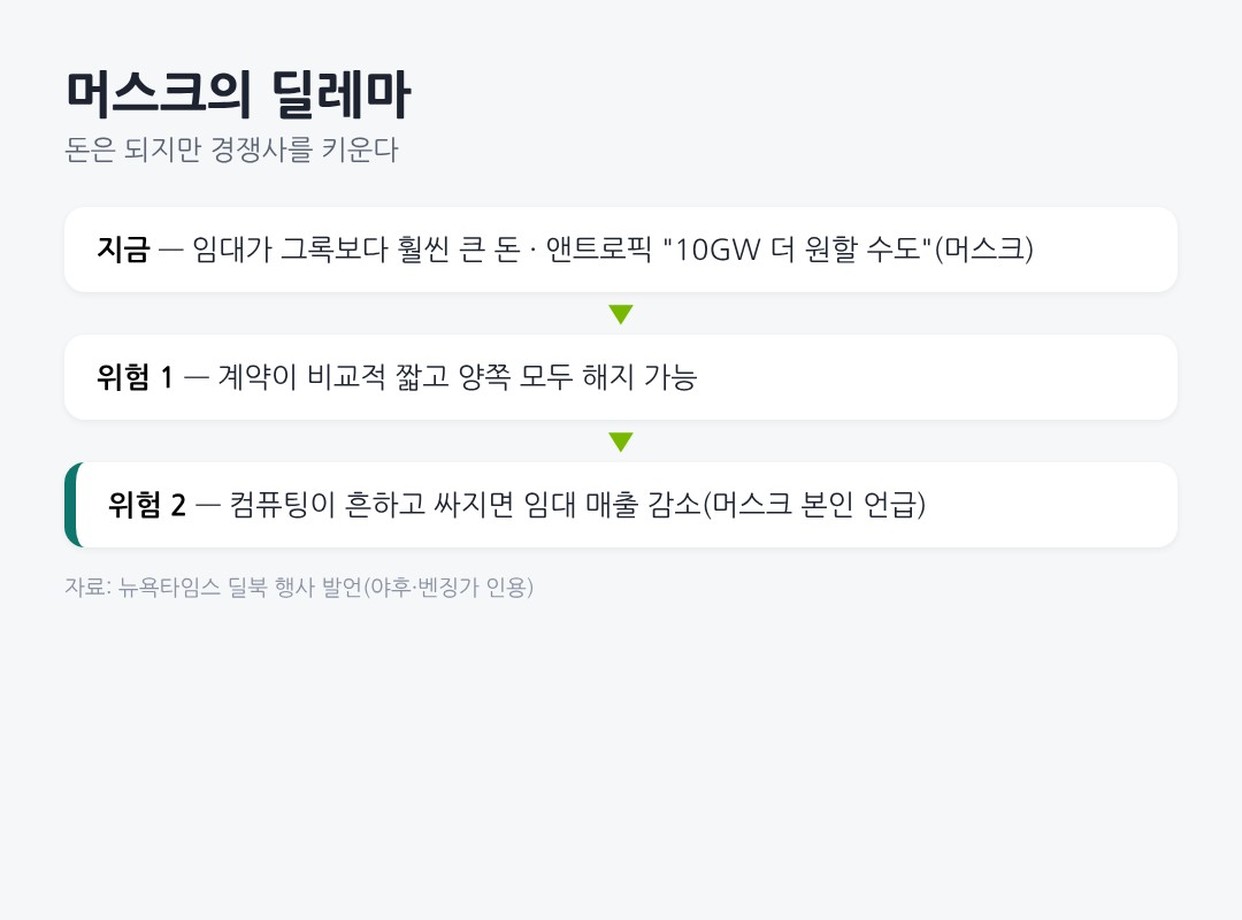 머스크의 딜레마
돈은 되지만 경쟁사를 키운다
지금 — 임대가 그록보다 훨씬 큰 돈 · 앤트로픽 "10GW 더 원할 수도"(머스크)
위험 1 — 계약이 비교적 짧고 양쪽 모두 해지 가능
위험 2 — 컴퓨팅이 흔하고 싸지면 임대 매출 감소(머스크 본인 언급)
자료: 뉴욕타임스 딜북 행사 발언(야후·벤징가 인용)